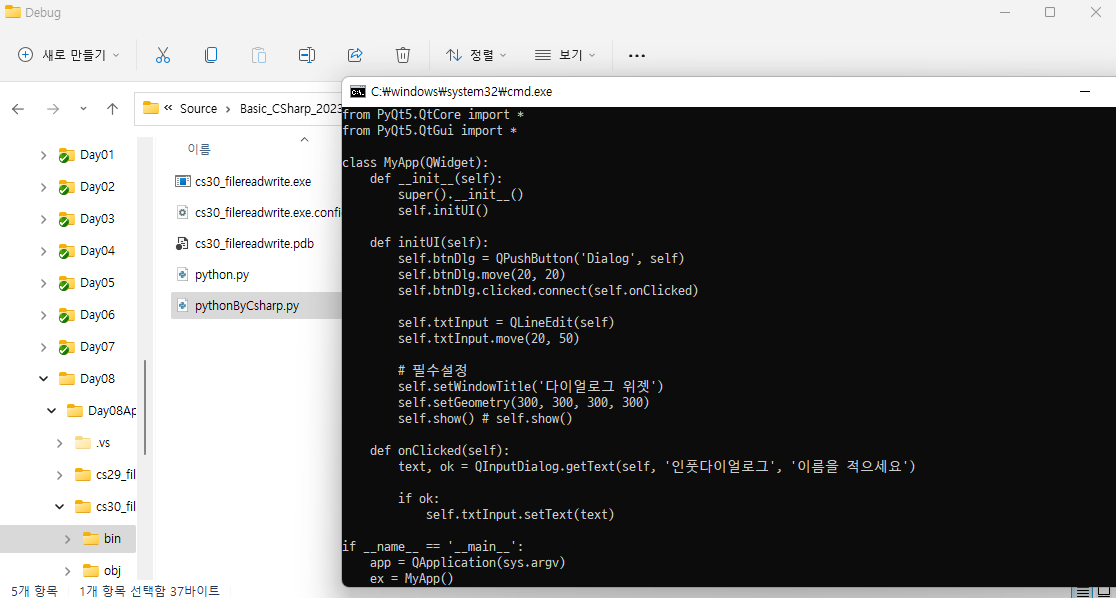 Debug
새로 만들기
정렬
보기
C:₩windows₩system32₩cmd.exe
« Source > Basic_CSharp_2023
Day01
Day02
Day03
Day04
Day05
Day06
Day07
Day08
Day08Ap
.vs
cs29_fil
cs30_fil
bin
obj
이름
cs30_filereadwrite.exe
cs30_filereadwrite.exe.confi
cs30_filereadwrite.pdb
python.py
pythonByCsharp.py
from PyQt5.QtCore import *
from PyQt5.QtGui import *
class MyApp(QWidget):
def __init__(self):
super().__init__()
self.initUI()
def initUI(self):
self.btnDlg = QPushButton('Dialog', self)
self.btnDlg.move(20, 20)
self.btnDlg.clicked.connect(self.onClicked)
self.txtInput = QLineEdit(self)
self.txtInput.move(20, 50)
# 필수설정
self.setWindowTitle('다이얼로그 위젯')
self.setGeometry(300, 300, 300, 300)
self.show() # self.show()
def onClicked(self):
text, ok = QInputDialog.getText(self, '인풋다이얼로그', '이름을 적으세요')
if ok:
self.txtInput.setText(text)
if __name__ == '__main__':
app = QApplication(sys.argv)
ex = MyApp()
5개 항목
1개 항목 선택함 37바이트